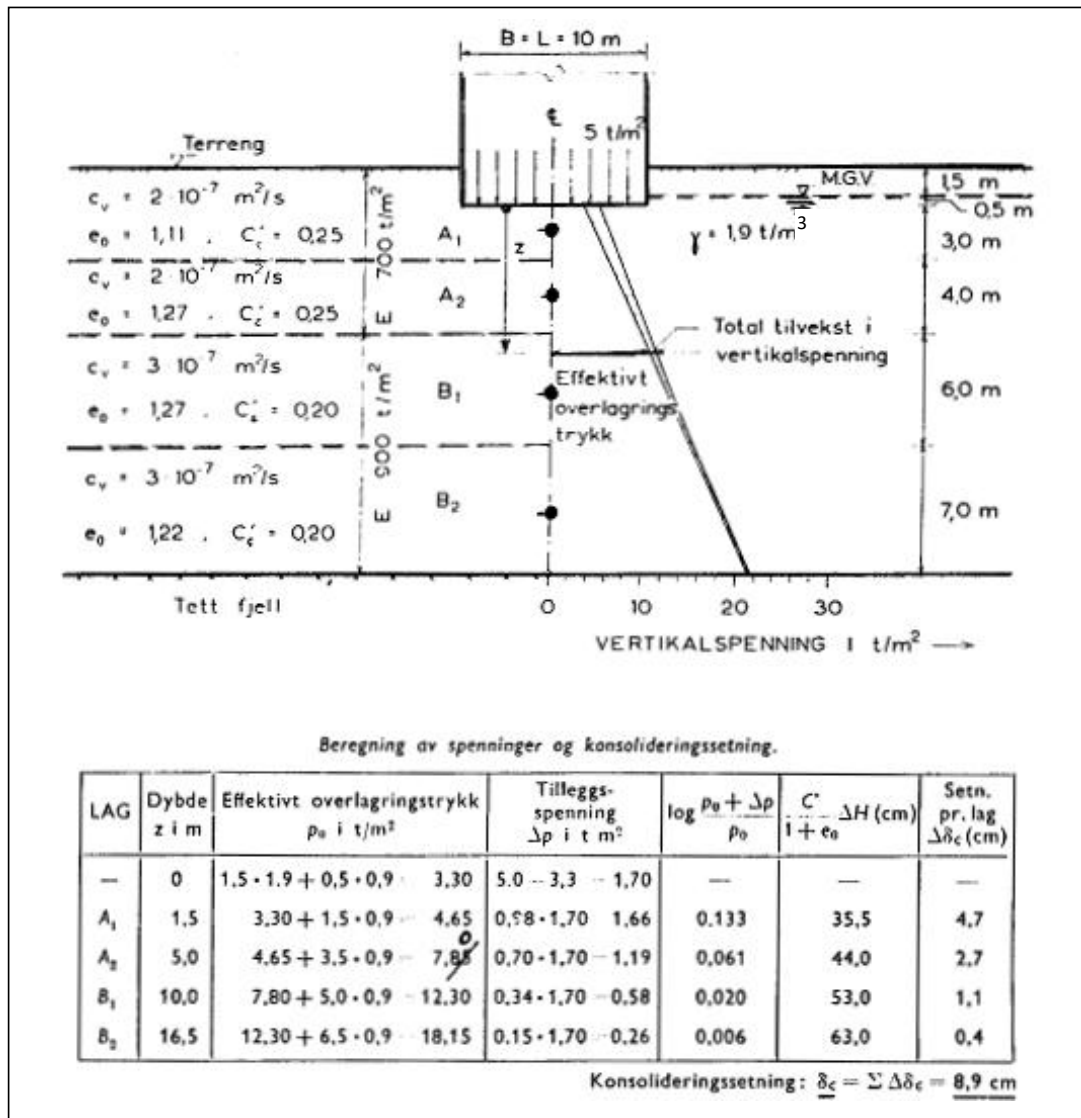 B = L = 10 m
℄
5 t/m²
Terreng
M.G.V.
1,5 m
0,5 m
c_v = 2·10⁻⁷ m²/s
e₀ = 1,11 , C'_c = 0,25
A₁
z
γ = 1,9 t/m³
3,0 m
E 700 t/m²
c_v = 2·10⁻⁷ m²/s
e₀ = 1,27 , C'_c = 0,25
A₂
4,0 m
Total tilvekst i
vertikalspenning
c_v = 3·10⁻⁷ m²/s
e₀ = 1,27 , C'_c = 0,20
B₁
Effektivt
overlagrings
trykk
6,0 m
E 900 t/m²
c_v = 3·10⁻⁷ m²/s
e₀ = 1,22 , C'_c = 0,20
B₂
7,0 m
Tett fjell
0 10 20 30
VERTIKALSPENNING I t/m² →
Beregning av spenninger og konsolideringssetning.
LAG Dybde z i m Effektivt overlagringstrykk p₀ i t/m² Tilleggs-spenning Δp i t m² log (p₀ + Δp)/p₀ C'/(1 + e₀) ΔH (cm) Setn. pr. lag Δδc (cm)
— 0 1.5 · 1.9 + 0,5 · 0,9 - 3,30 5.0 — 3,3 - 1,70 — — —
A₁ 1,5 3,30 + 1,5 · 0,9 - 4,65 0,98 · 1,70 1.66 0.133 35,5 4,7
0
A₂ 5,0 4,65 + 3,5 · 0,9 - 7,85 0,70 · 1,70 - 1,19 0,061 44,0 2,7
B₁ 10,0 7,80 + 5,0 · 0,9 - 12,30 0,34 · 1,70 - 0,58 0,020 53,0 1,1
B₂ 16,5 12,30 + 6,5 · 0,9 - 18,15 0.15 · 1,70 - 0,26 0,006 63,0 0,4
Konsolideringssetning: δc = Σ Δδc = 8,9 cm